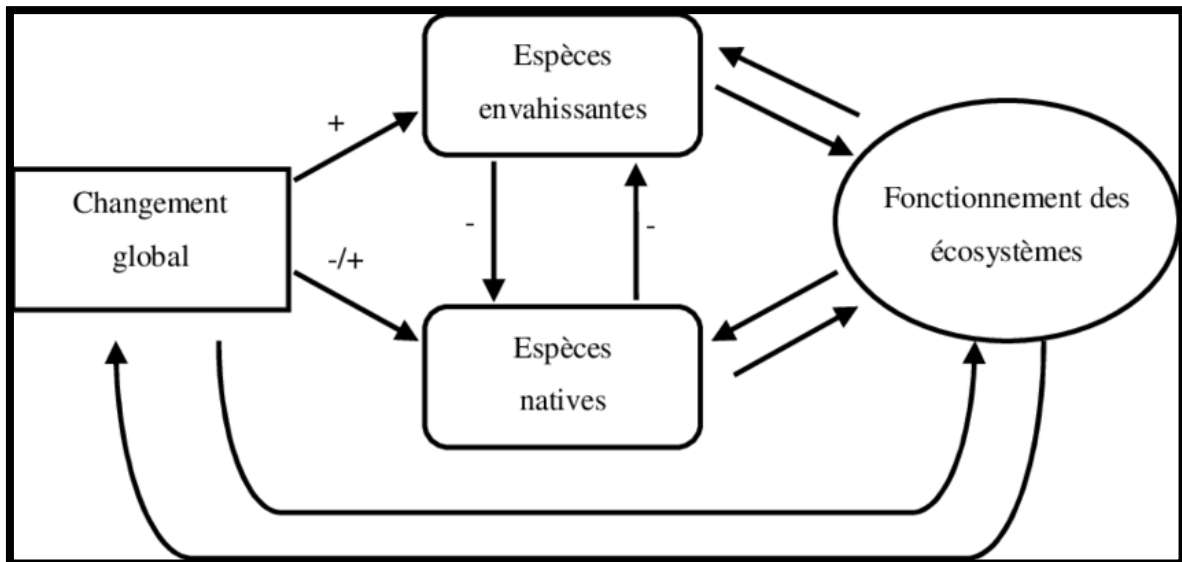 Espèces
envahissantes
+
Changement
global
-/+
-
-
Fonctionnement des
écosystèmes
Espèces
natives